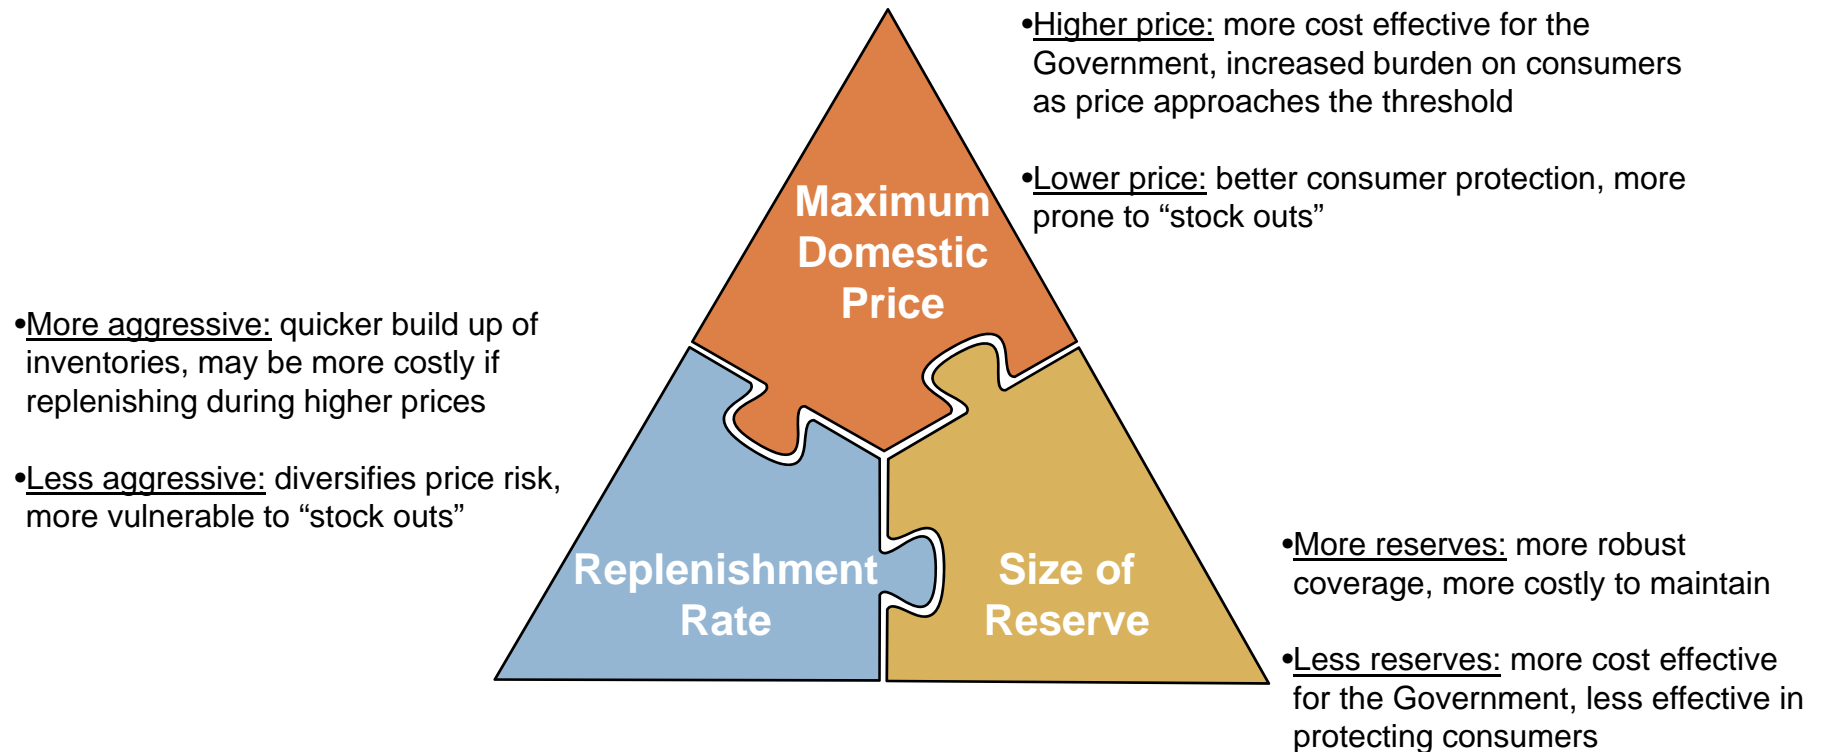 •Higher price: more cost effective for the
Government, increased burden on consumers
as price approaches the threshold
•Lower price: better consumer protection, more
prone to “stock outs”
Maximum
Domestic
Price
•More aggressive: quicker build up of
inventories, may be more costly if
replenishing during higher prices
•Less aggressive: diversifies price risk,
more vulnerable to “stock outs”
Replenishment
Rate
Size of
Reserve
•More reserves: more robust
coverage, more costly to maintain
•Less reserves: more cost effective
for the Government, less effective in
protecting consumers